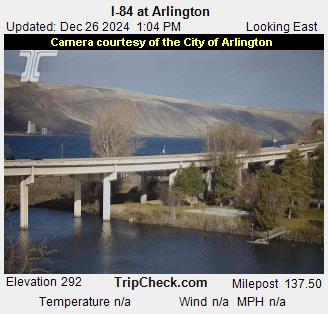 I-84 at Arlington
Updated: Dec 26 2024 1:04 PM Looking East
Camera courtesy of the City of Arlington
Elevation 292 TripCheck.com Milepost 137.50
Temperature n/a Wind n/a MPH n/a